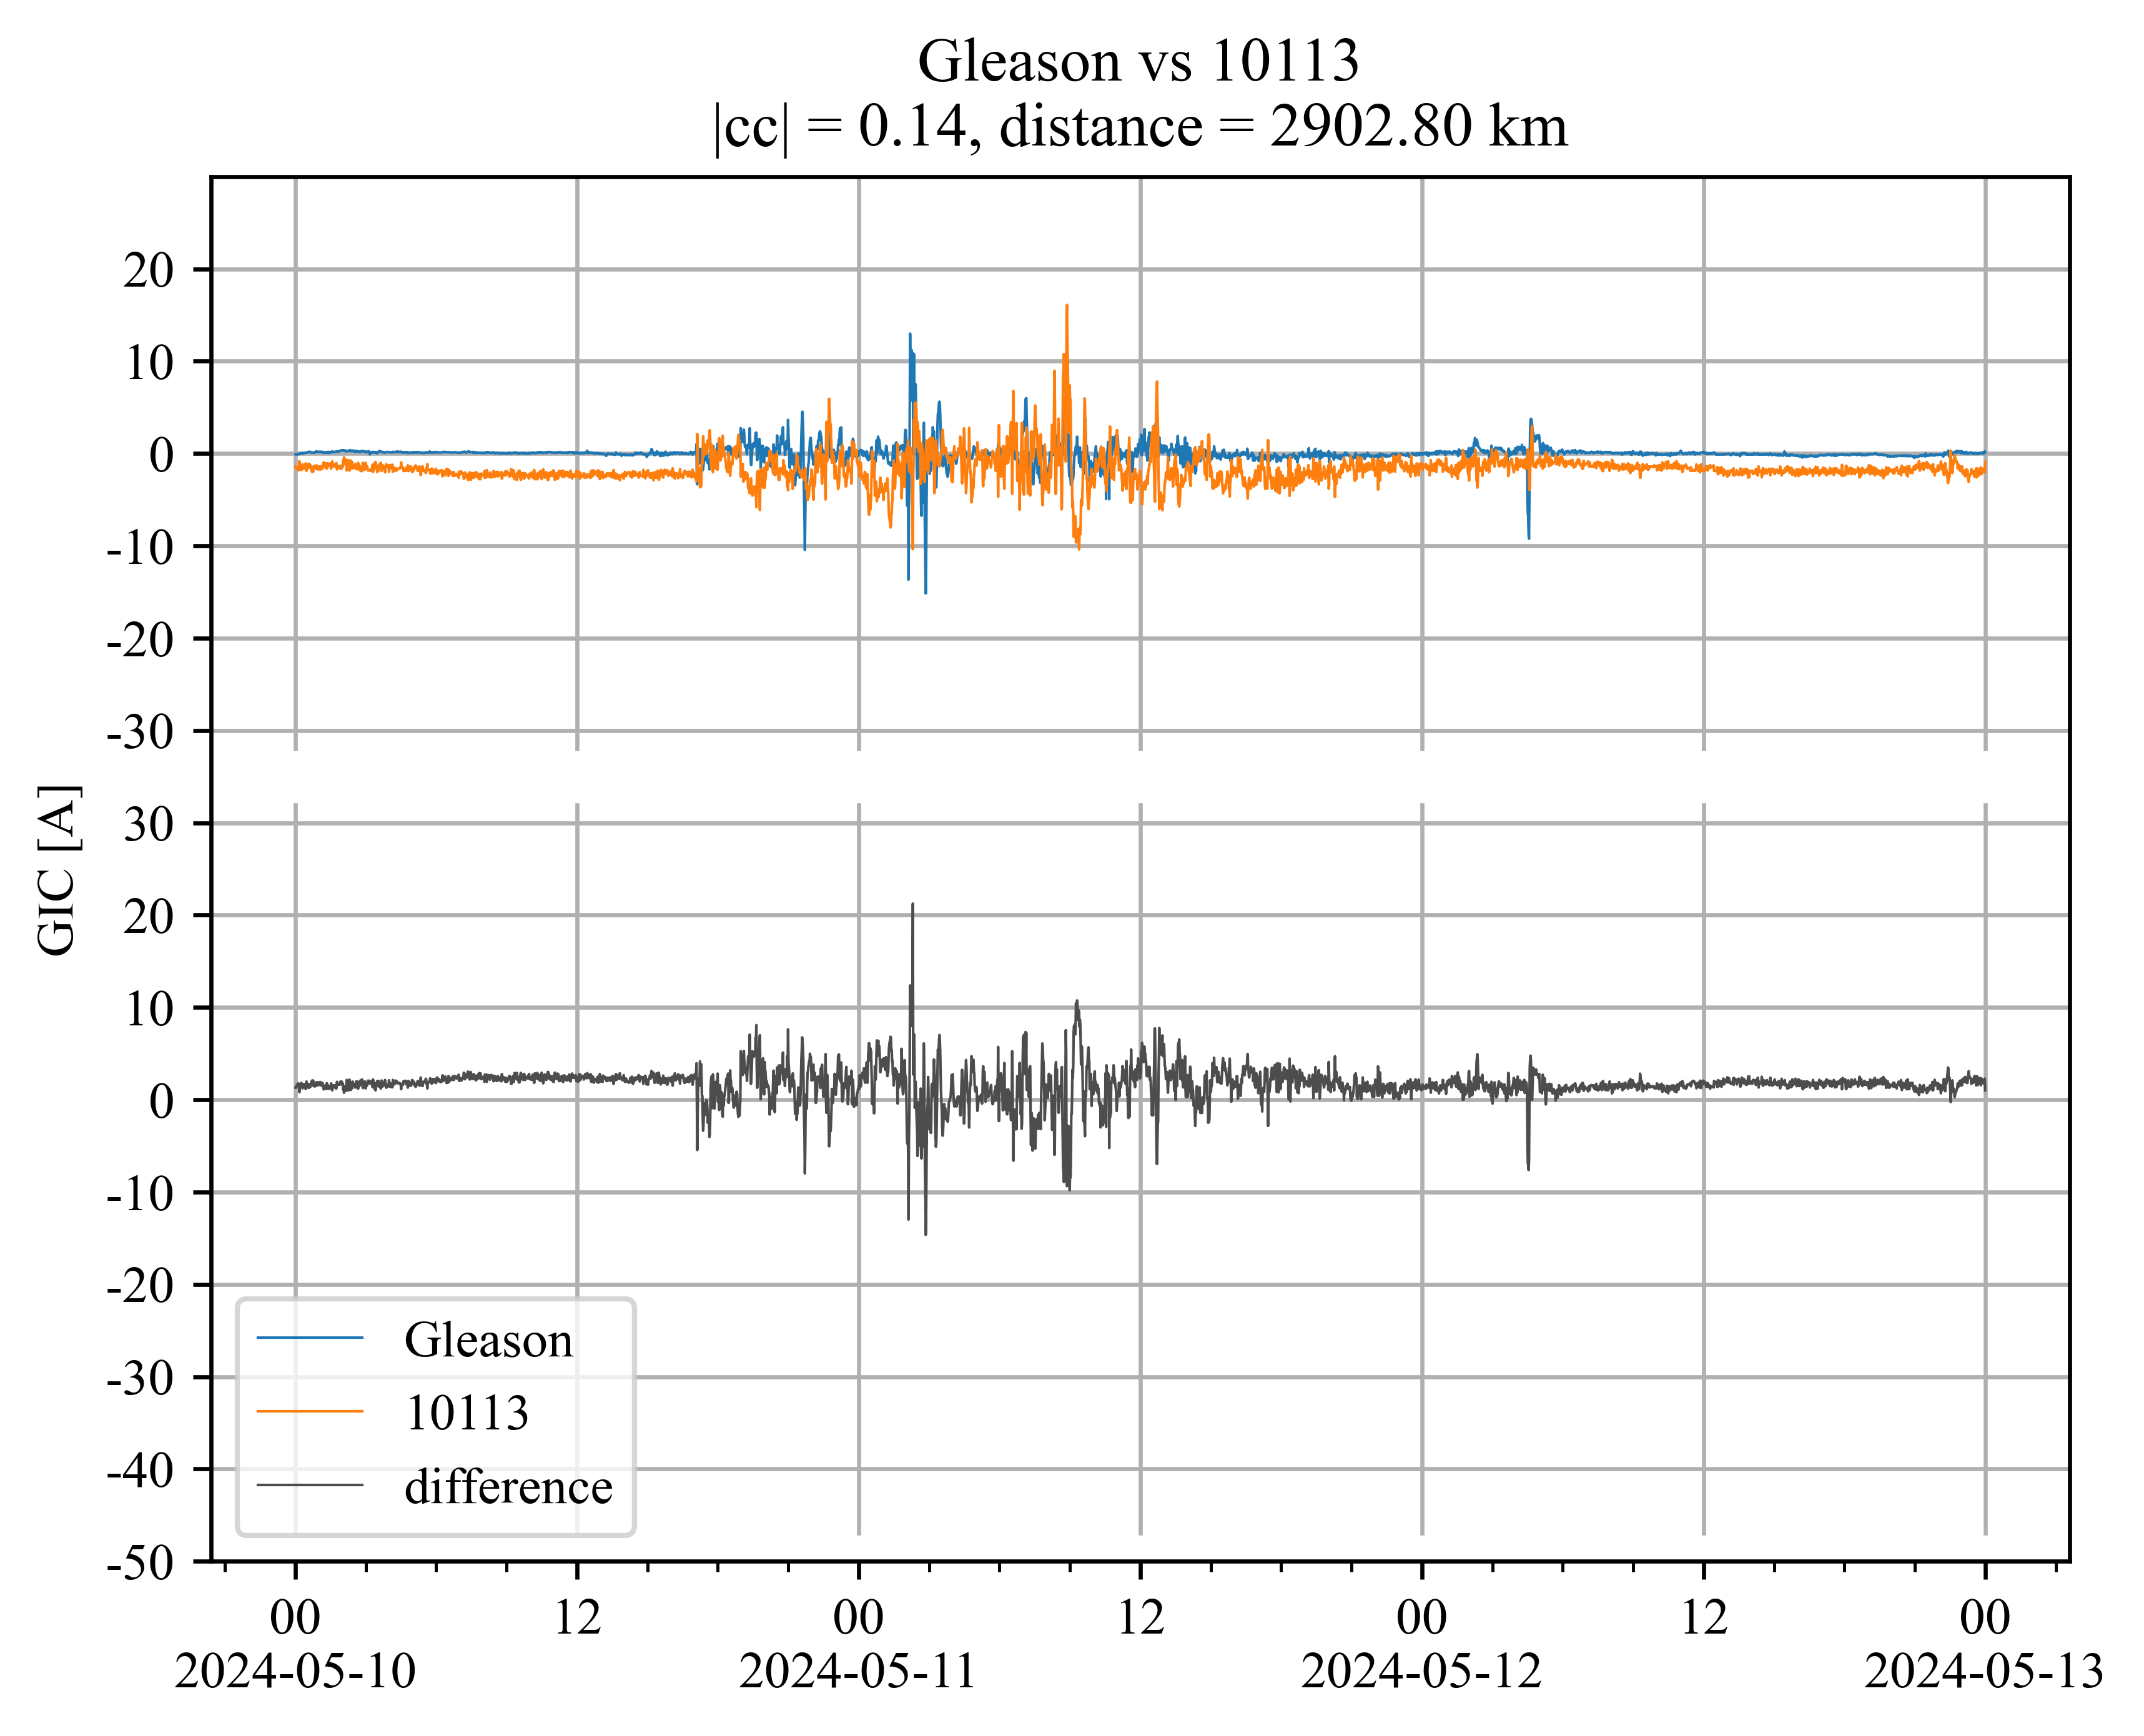 Gleason vs 10113
|cc| = 0.14, distance = 2902.80 km
20
10
0
-10
-20
-30
GIC [A]
30
20
10
0
-10
-20
-30
-40
-50
Gleason
10113
difference
00 12 00 12 00 12 00
2024-05-10 2024-05-11 2024-05-12 2024-05-13